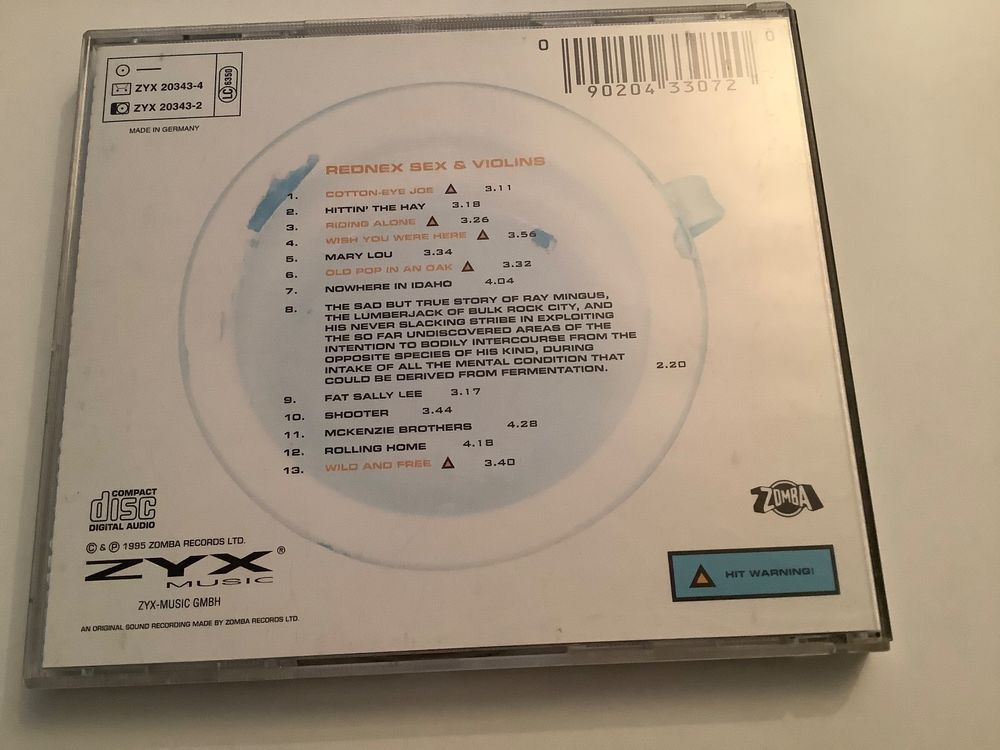 ZYX 20343-4
ZYX 20343-2
LC 6350
MADE IN GERMANY
0 90204 33072 0
REDNEX SEX & VIOLINS
1. COTTON-EYE JOE 3.11
2. HITTIN' THE HAY 3.18
3. RIDING ALONE 3.26
4. WISH YOU WERE HERE 3.56
5. MARY LOU 3.34
6. OLD POP IN AN OAK 3.32
7. NOWHERE IN IDAHO 4.04
8. THE SAD BUT TRUE STORY OF RAY MINGUS,
THE LUMBERJACK OF BULK ROCK CITY, AND
HIS NEVER SLACKING STRIBE IN EXPLOITING
THE SO FAR UNDISCOVERED AREAS OF THE
INTENTION TO BODILY INTERCOURSE FROM THE
OPPOSITE SPECIES OF HIS KIND, DURING
INTAKE OF ALL THE MENTAL CONDITION THAT
COULD BE DERIVED FROM FERMENTATION. 2.20
9. FAT SALLY LEE 3.17
10. SHOOTER 3.44
11. MCKENZIE BROTHERS 4.28
12. ROLLING HOME 4.18
13. WILD AND FREE 3.40
COMPACT
disc
DIGITAL AUDIO
© & ℗ 1995 ZOMBA RECORDS LTD.
ZYX®
MUSIC
ZYX-MUSIC GMBH
AN ORIGINAL SOUND RECORDING MADE BY ZOMBA RECORDS LTD.
ZOMBA
HIT WARNING!